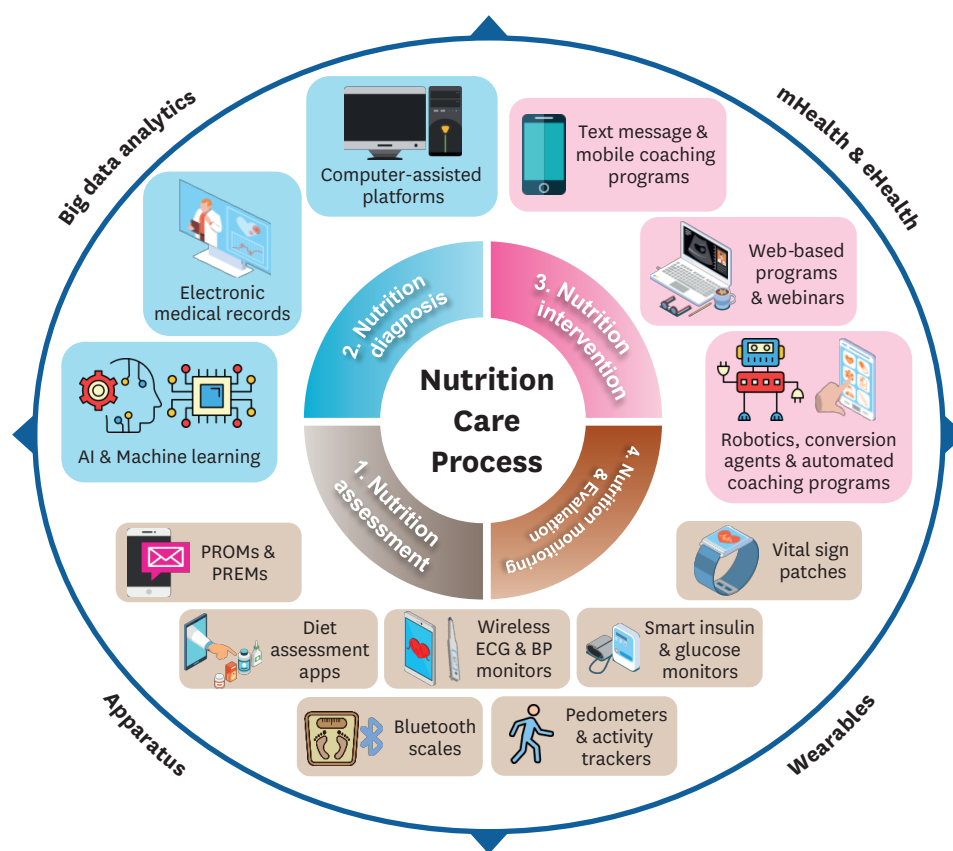 Big data analytics
mHealth & eHealth
Computer-assisted
platforms
Text message &
mobile coaching
programs
Electronic
medical records
Web-based
programs
& webinars
AI & Machine learning
Robotics, conversion
agents & automated
coaching programs
2. Nutrition
diagnosis
3. Nutrition
intervention
Nutrition
Care
Process
1. Nutrition
assessment
4. Nutrition monitoring
& Evaluation
PROMs &
PREMs
Vital sign
patches
Diet
assessment
apps
Wireless
ECG & BP
monitors
Smart insulin
& glucose
monitors
Bluetooth
scales
Pedometers
& activity
trackers
Apparatus
Wearables